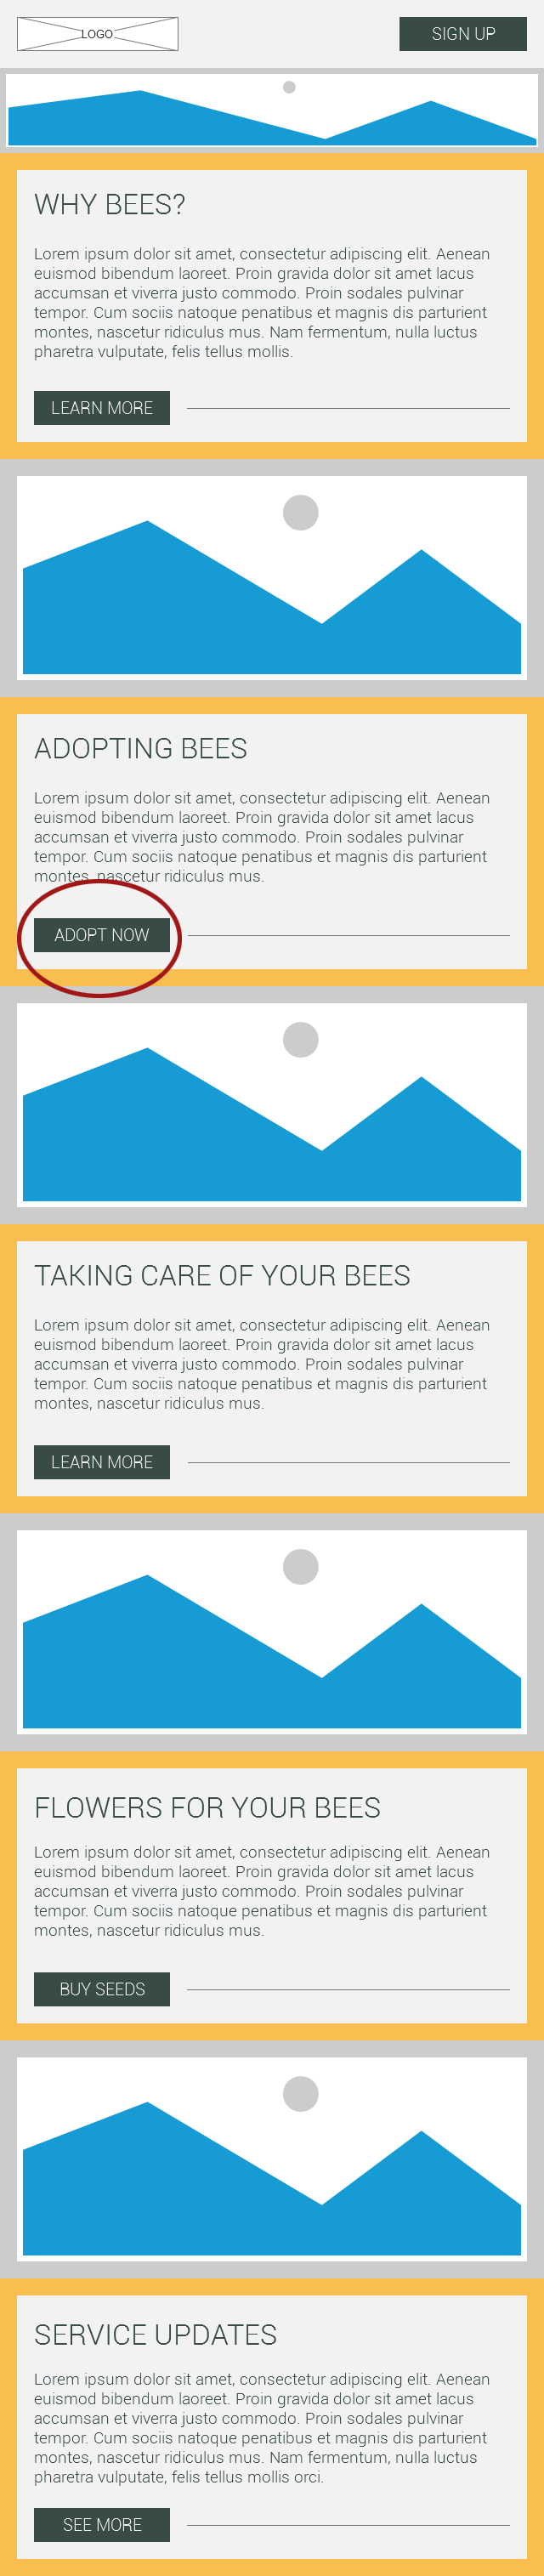 LOGO
SIGN UP
WHY BEES?
Lorem ipsum dolor sit amet, consectetur adipiscing elit. Aenean
euismod bibendum laoreet. Proin gravida dolor sit amet lacus
accumsan et viverra justo commodo. Proin sodales pulvinar
tempor. Cum sociis natoque penatibus et magnis dis parturient
montes, nascetur ridiculus mus. Nam fermentum, nulla luctus
pharetra vulputate, felis tellus mollis.
LEARN MORE
ADOPTING BEES
Lorem ipsum dolor sit amet, consectetur adipiscing elit. Aenean
euismod bibendum laoreet. Proin gravida dolor sit amet lacus
accumsan et viverra justo commodo. Proin sodales pulvinar
tempor. Cum sociis natoque penatibus et magnis dis parturient
montes, nascetur ridiculus mus.
ADOPT NOW
TAKING CARE OF YOUR BEES
Lorem ipsum dolor sit amet, consectetur adipiscing elit. Aenean
euismod bibendum laoreet. Proin gravida dolor sit amet lacus
accumsan et viverra justo commodo. Proin sodales pulvinar
tempor. Cum sociis natoque penatibus et magnis dis parturient
montes, nascetur ridiculus mus.
LEARN MORE
FLOWERS FOR YOUR BEES
Lorem ipsum dolor sit amet, consectetur adipiscing elit. Aenean
euismod bibendum laoreet. Proin gravida dolor sit amet lacus
accumsan et viverra justo commodo. Proin sodales pulvinar
tempor. Cum sociis natoque penatibus et magnis dis parturient
montes, nascetur ridiculus mus.
BUY SEEDS
SERVICE UPDATES
Lorem ipsum dolor sit amet, consectetur adipiscing elit. Aenean
euismod bibendum laoreet. Proin gravida dolor sit amet lacus
accumsan et viverra justo commodo. Proin sodales pulvinar
tempor. Cum sociis natoque penatibus et magnis dis parturient
montes, nascetur ridiculus mus. Nam fermentum, nulla luctus
pharetra vulputate, felis tellus mollis orci.
SEE MORE